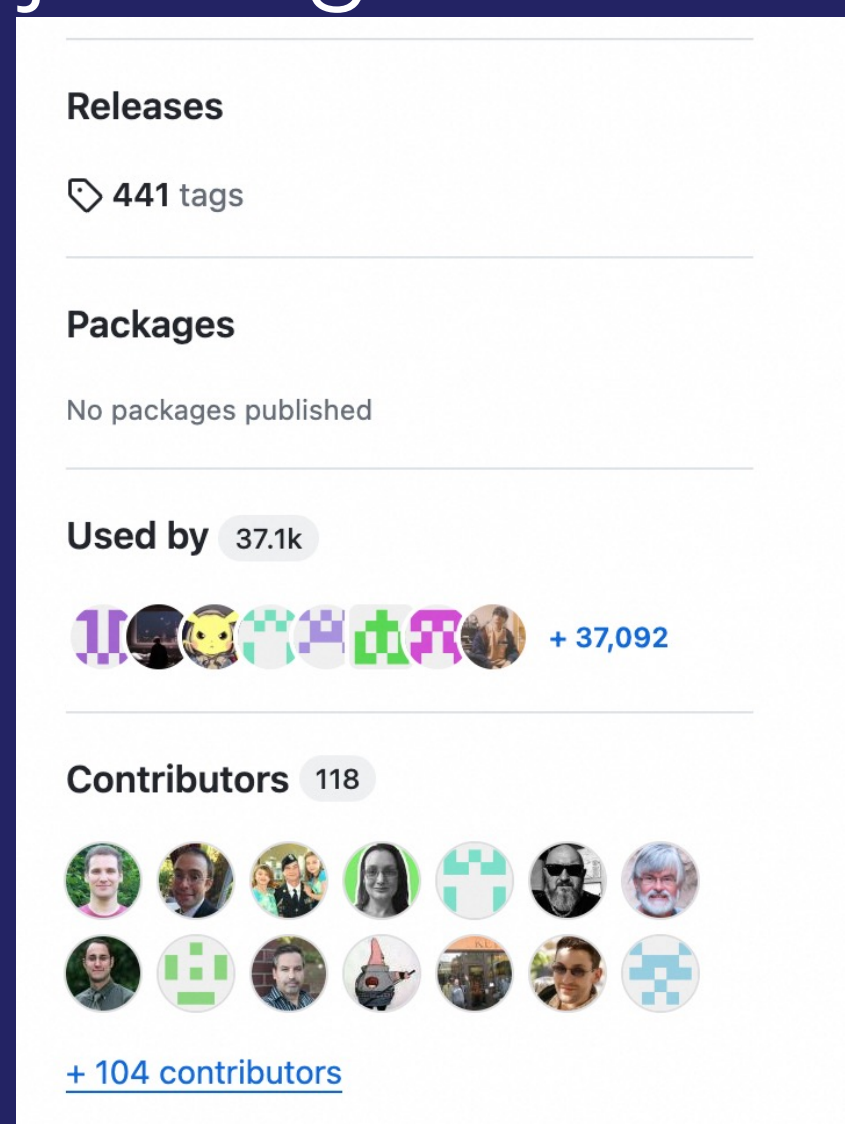 Releases
441 tags
Packages
No packages published
Used by 37.1k
+ 37,092
Contributors 118
+ 104 contributors